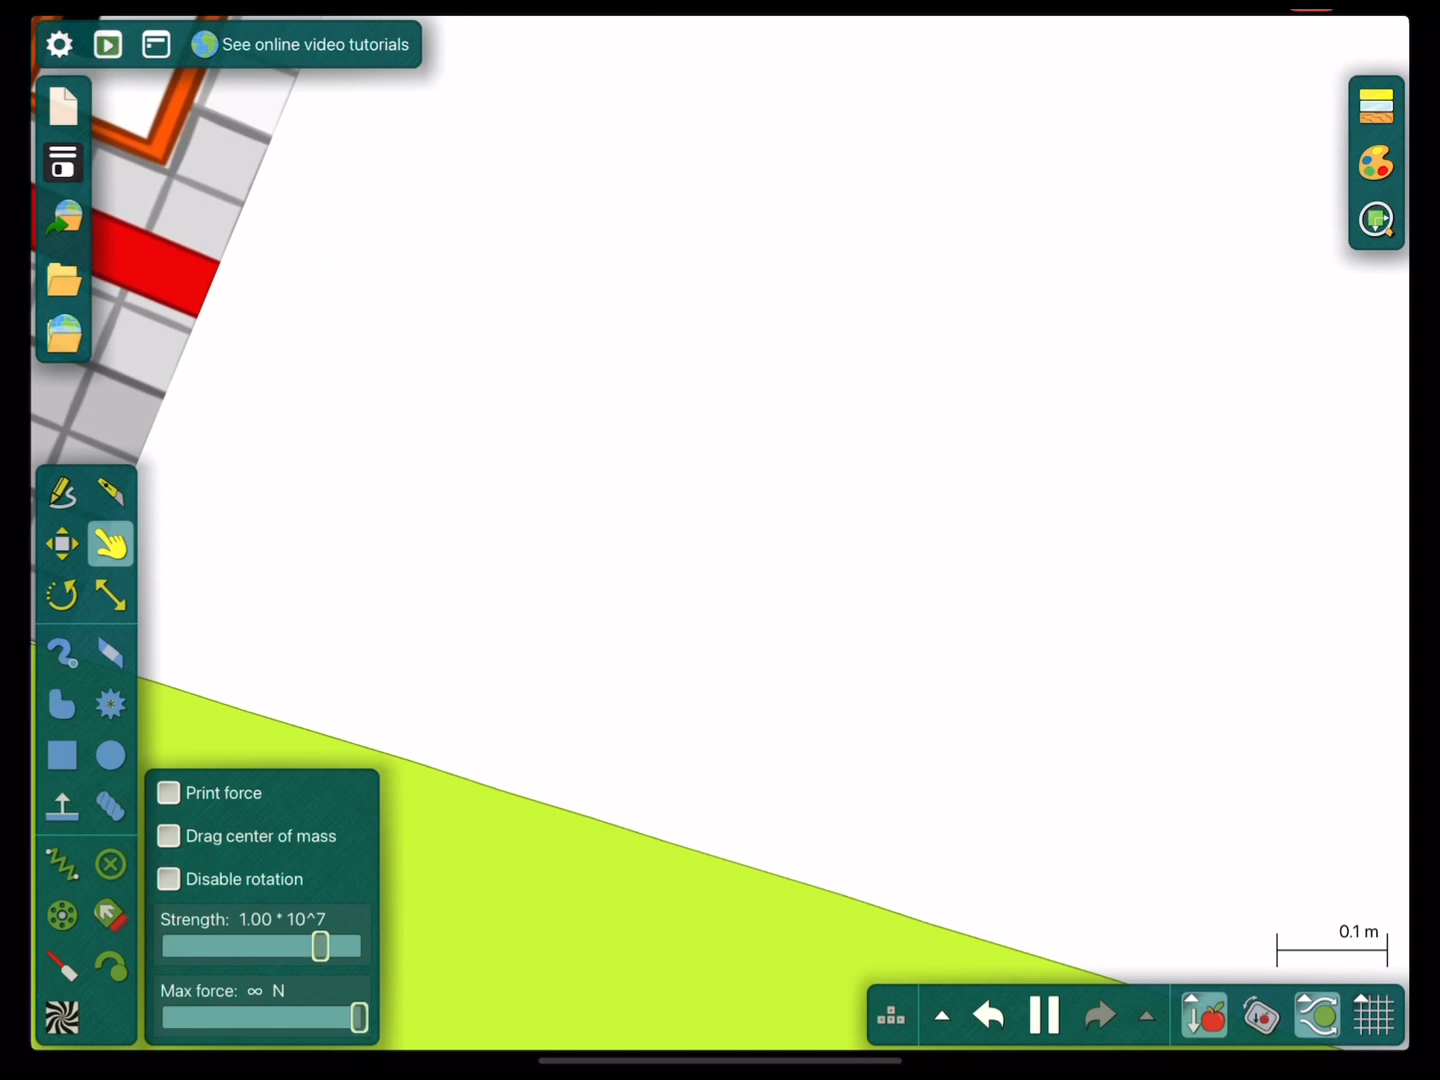 See online video tutorials
Print force
Drag center of mass
Disable rotation
Strength: 1.00 * 10^7
Max force: ∞ N
0.1 m